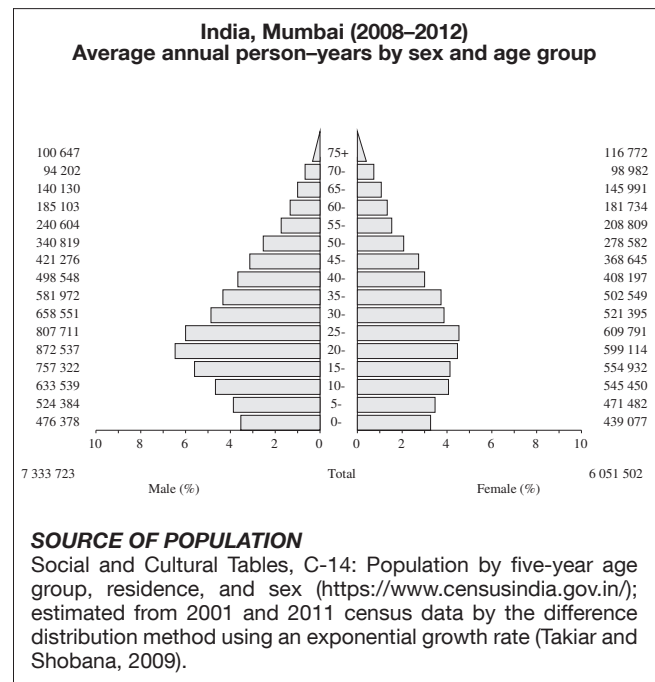 India, Mumbai (2008–2012)
Average annual person–years by sex and age group
100 647 75+ 116 772
94 202 70- 98 982
140 130 65- 145 991
185 103 60- 181 734
240 604 55- 208 809
340 819 50- 278 582
421 276 45- 368 645
498 548 40- 408 197
581 972 35- 502 549
658 551 30- 521 395
807 711 25- 609 791
872 537 20- 599 114
757 322 15- 554 932
633 539 10- 545 450
524 384 5- 471 482
476 378 0- 439 077
10 8 6 4 2 0 0 2 4 6 8 10
7 333 723 Total 6 051 502
Male (%) Female (%)
SOURCE OF POPULATION
Social and Cultural Tables, C-14: Population by five-year age
group, residence, and sex (https://www.censusindia.gov.in/);
estimated from 2001 and 2011 census data by the difference
distribution method using an exponential growth rate (Takiar and
Shobana, 2009).